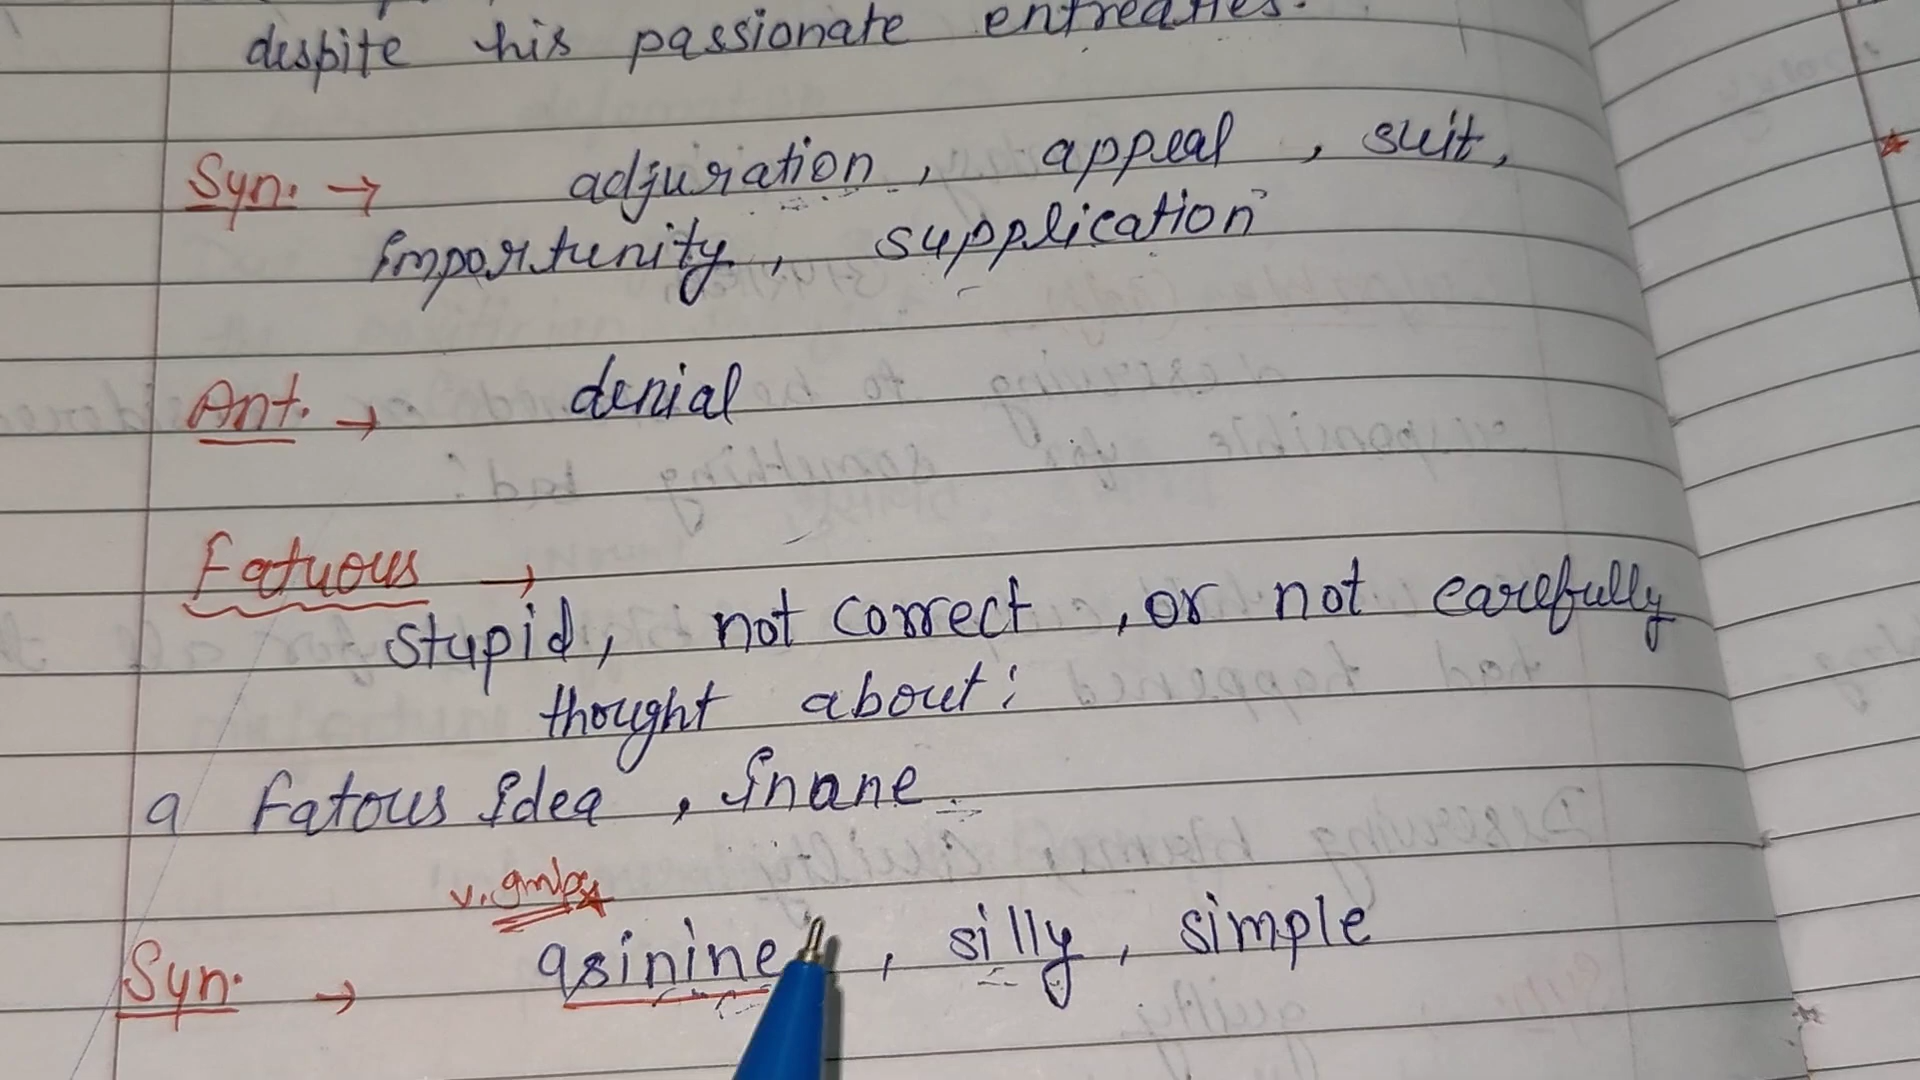 despite his passionate entreaties.
Syn. → adjuration, appeal, suit,
importunity, supplication
Ant. → denial
Fatuous →
stupid, not correct, or not carefully
thought about:
a Fatous idea, inane
v. imp
Syn. → asinine, silly, simple